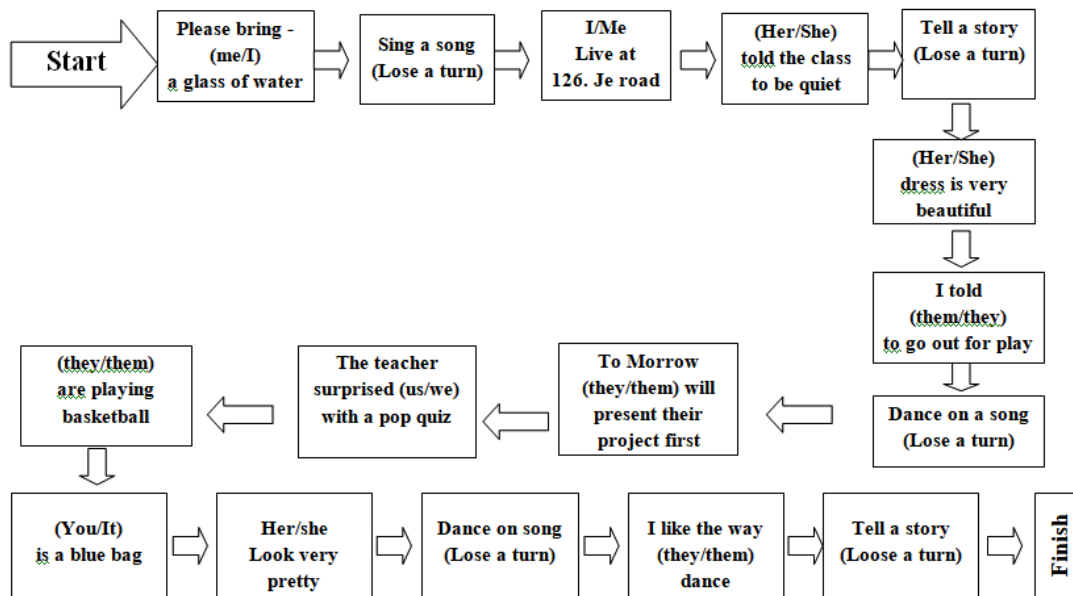 Start
Please bring -
(me/I)
a glass of water
Sing a song
(Lose a turn)
I/Me
Live at
126. Je road
(Her/She)
told the class
to be quiet
Tell a story
(Lose a turn)
(Her/She)
dress is very
beautiful
I told
(them/they)
to go out for play
Dance on a song
(Lose a turn)
To Morrow
(they/them) will
present their
project first
The teacher
surprised (us/we)
with a pop quiz
(they/them)
are playing
basketball
(You/It)
is a blue bag
Her/she
Look very
pretty
Dance on song
(Lose a turn)
I like the way
(they/them)
dance
Tell a story
(Loose a turn)
Finish